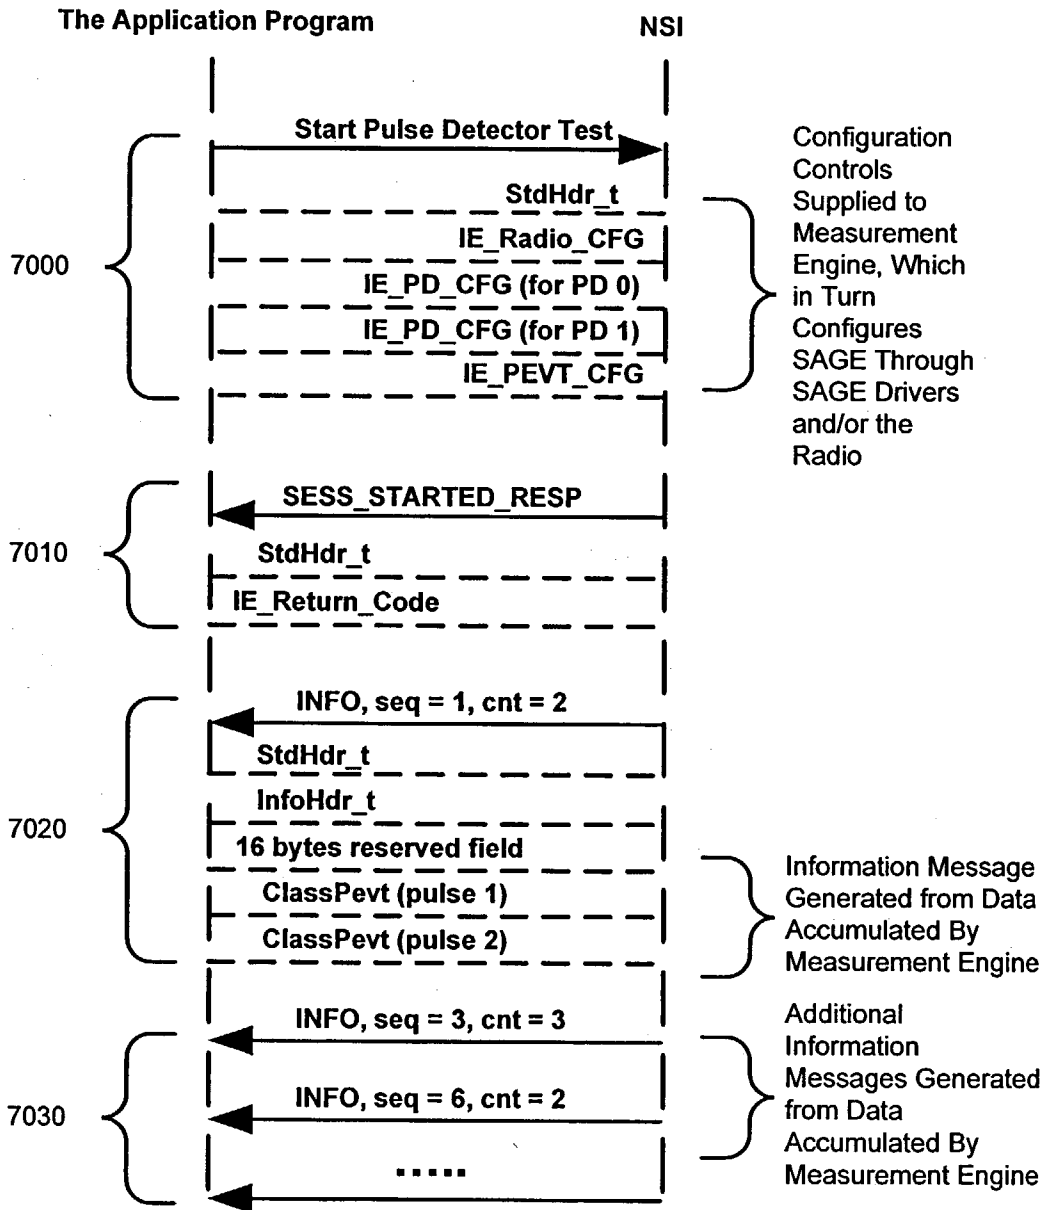 The Application Program
NSI
Start Pulse Detector Test
StdHdr_t
IE_Radio_CFG
IE_PD_CFG (for PD 0)
IE_PD_CFG (for PD 1)
IE_PEVT_CFG
7000
Configuration
Controls
Supplied to
Measurement
Engine, Which
in Turn
Configures
SAGE Through
SAGE Drivers
and/or the
Radio
SESS_STARTED_RESP
StdHdr_t
IE_Return_Code
7010
INFO, seq = 1, cnt = 2
StdHdr_t
InfoHdr_t
16 bytes reserved field
ClassPevt (pulse 1)
ClassPevt (pulse 2)
7020
Information Message
Generated from Data
Accumulated By
Measurement Engine
INFO, seq = 3, cnt = 3
INFO, seq = 6, cnt = 2
.....
7030
Additional
Information
Messages Generated
from Data
Accumulated By
Measurement Engine